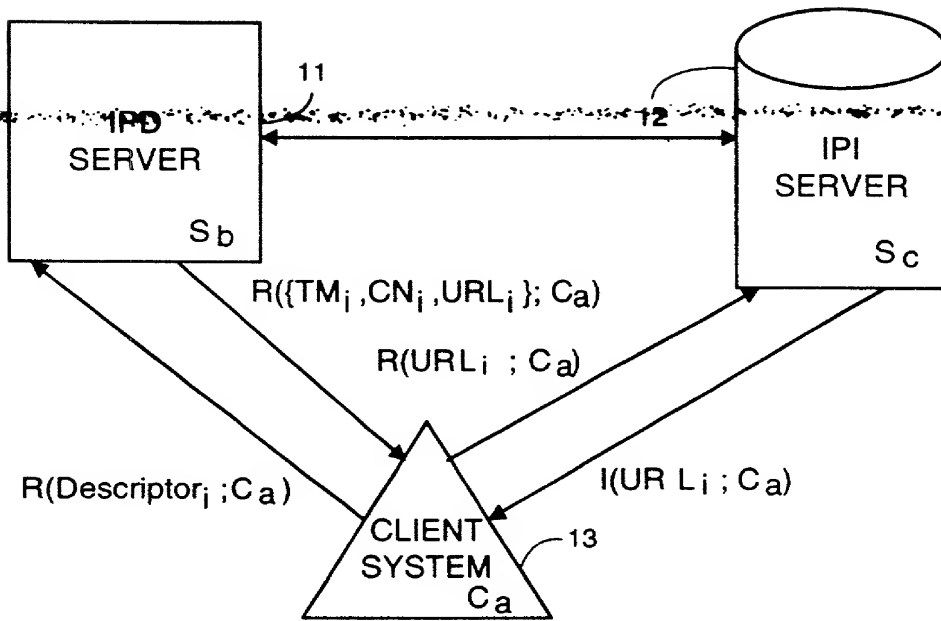 11
12
IPD
SERVER
Sb
IPI
SERVER
Sc
R({TMi ,CNi ,URLi }; Ca)
R(URLi ; Ca)
R(Descriptori ;Ca)
I(UR Li ; Ca)
CLIENT
SYSTEM
Ca
13